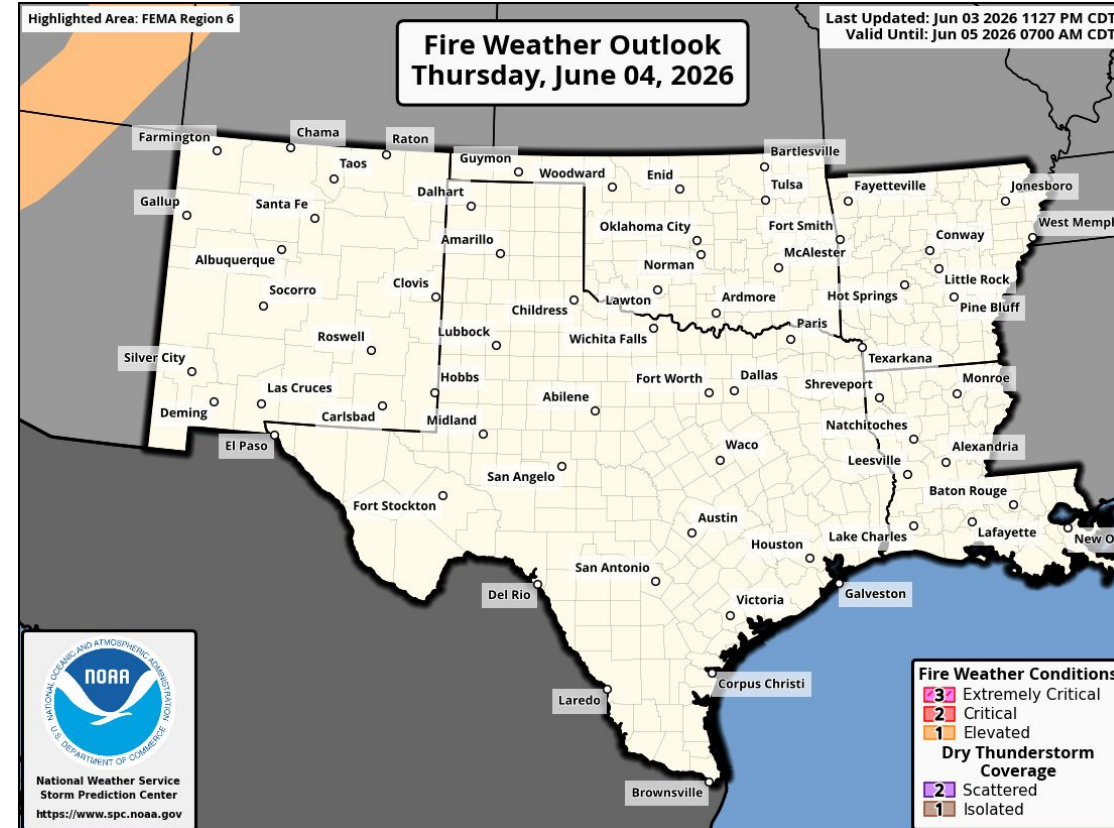 Highlighted Area: FEMA Region 6
Last Updated: Jun 03 2026 1127 PM CDT
Valid Until: Jun 05 2026 0700 AM CDT
Fire Weather Outlook
Thursday, June 04, 2026
Farmington
Chama
Raton
Taos
Guymon
Woodward
Enid
Bartlesville
Tulsa
Fayetteville
Jonesboro
Gallup
Santa Fe
Dalhart
Oklahoma City
Fort Smith
West Memp
Conway
Albuquerque
Amarillo
Norman
McAlester
Little Rock
Socorro
Clovis
Childress
Lawton
Ardmore
Hot Springs
Pine Bluff
Roswell
Lubbock
Wichita Falls
Paris
Texarkana
Silver City
Las Cruces
Hobbs
Fort Worth
Dallas
Shreveport
Monroe
Deming
Carlsbad
Midland
Abilene
Natchitoches
El Paso
San Angelo
Waco
Leesville
Alexandria
Fort Stockton
Baton Rouge
Austin
Houston
Lake Charles
Lafayette
New O
San Antonio
Del Rio
Victoria
Galveston
Laredo
Corpus Christi
Brownsville
NATIONAL OCEANIC AND ATMOSPHERIC ADMINISTRATION
NOAA
U.S. DEPARTMENT OF COMMERCE
National Weather Service
Storm Prediction Center
https://www.spc.noaa.gov
Fire Weather Conditions
3 Extremely Critical
2 Critical
1 Elevated
Dry Thunderstorm
Coverage
2 Scattered
1 Isolated